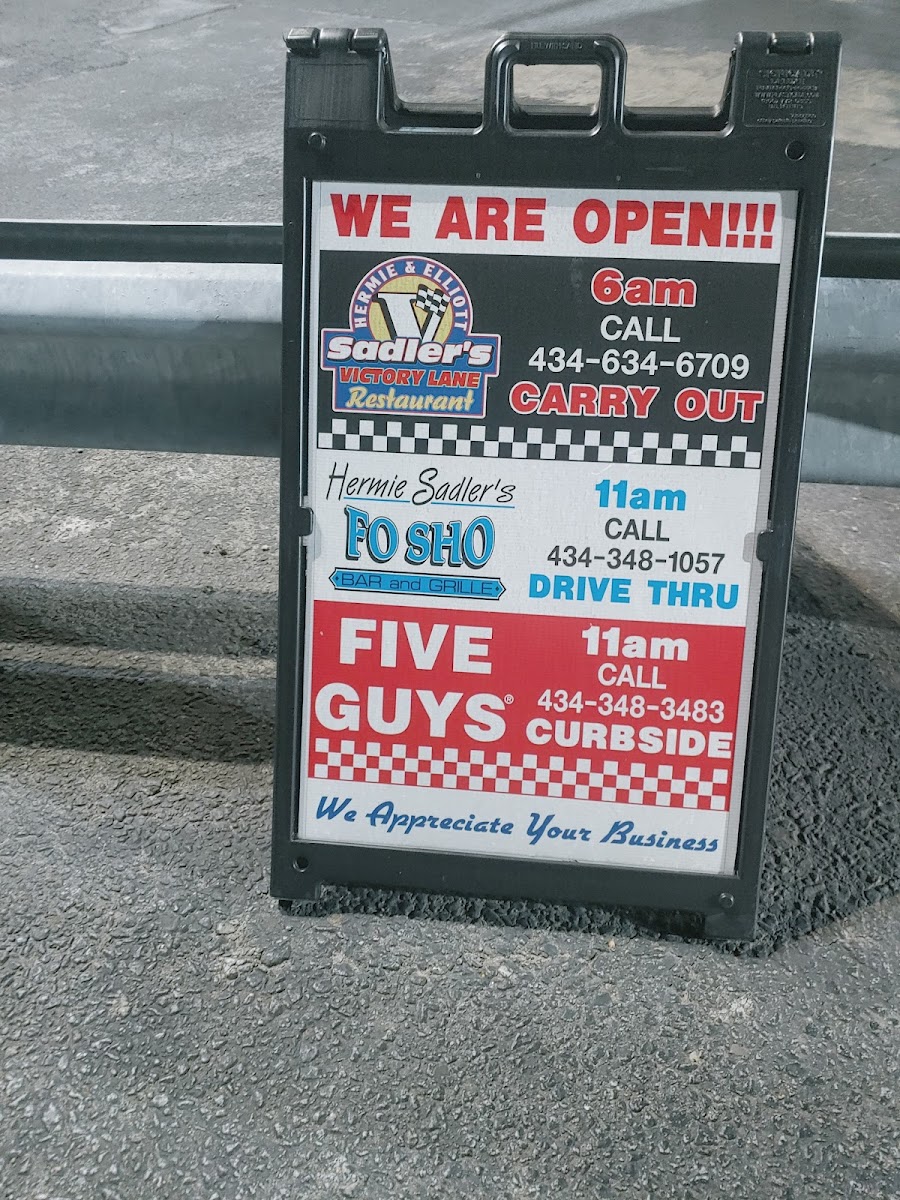 WE ARE OPEN!!!
HERMIE & ELLIOTT
V
Sadler's
VICTORY LANE
Restaurant
6am
CALL
434-634-6709
CARRY OUT
Hermie Sadler's
FO SHO
BAR and GRILLE
11am
CALL
434-348-1057
DRIVE THRU
FIVE
GUYS®
11am
CALL
434-348-3483
CURBSIDE
We Appreciate Your Business